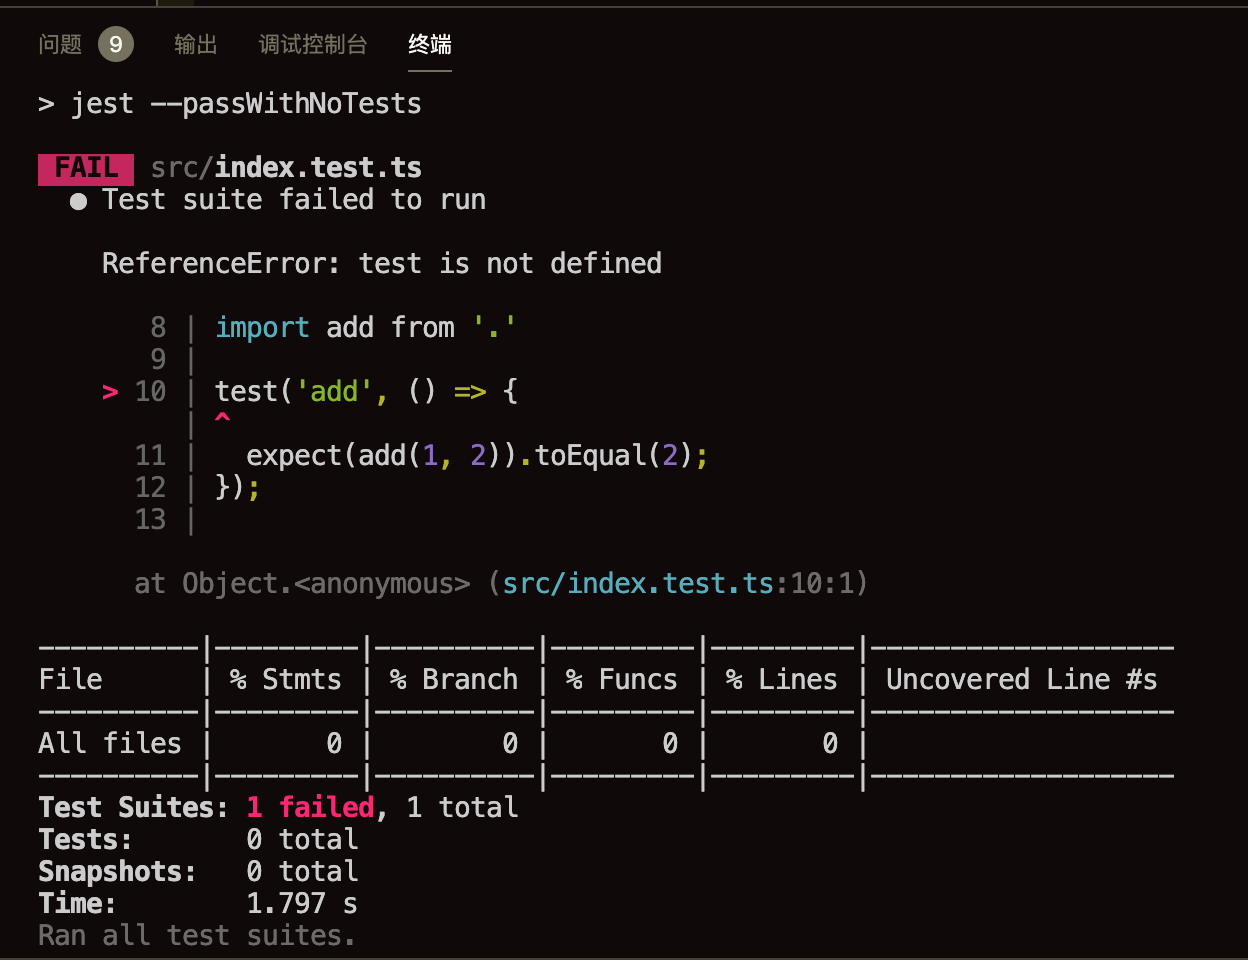 问题 9 输出 调试控制台 终端
> jest --passWithNoTests
FAIL src/index.test.ts
● Test suite failed to run
ReferenceError: test is not defined
8 | import add from '.'
9 |
> 10 | test('add', () => {
| ^
11 | expect(add(1, 2)).toEqual(2);
12 | });
13 |
at Object.<anonymous> (src/index.test.ts:10:1)
----------|---------|----------|---------|---------|-------------------
File | % Stmts | % Branch | % Funcs | % Lines | Uncovered Line #s
----------|---------|----------|---------|---------|-------------------
All files | 0 | 0 | 0 | 0 |
----------|---------|----------|---------|---------|-------------------
Test Suites: 1 failed, 1 total
Tests: 0 total
Snapshots: 0 total
Time: 1.797 s
Ran all test suites.